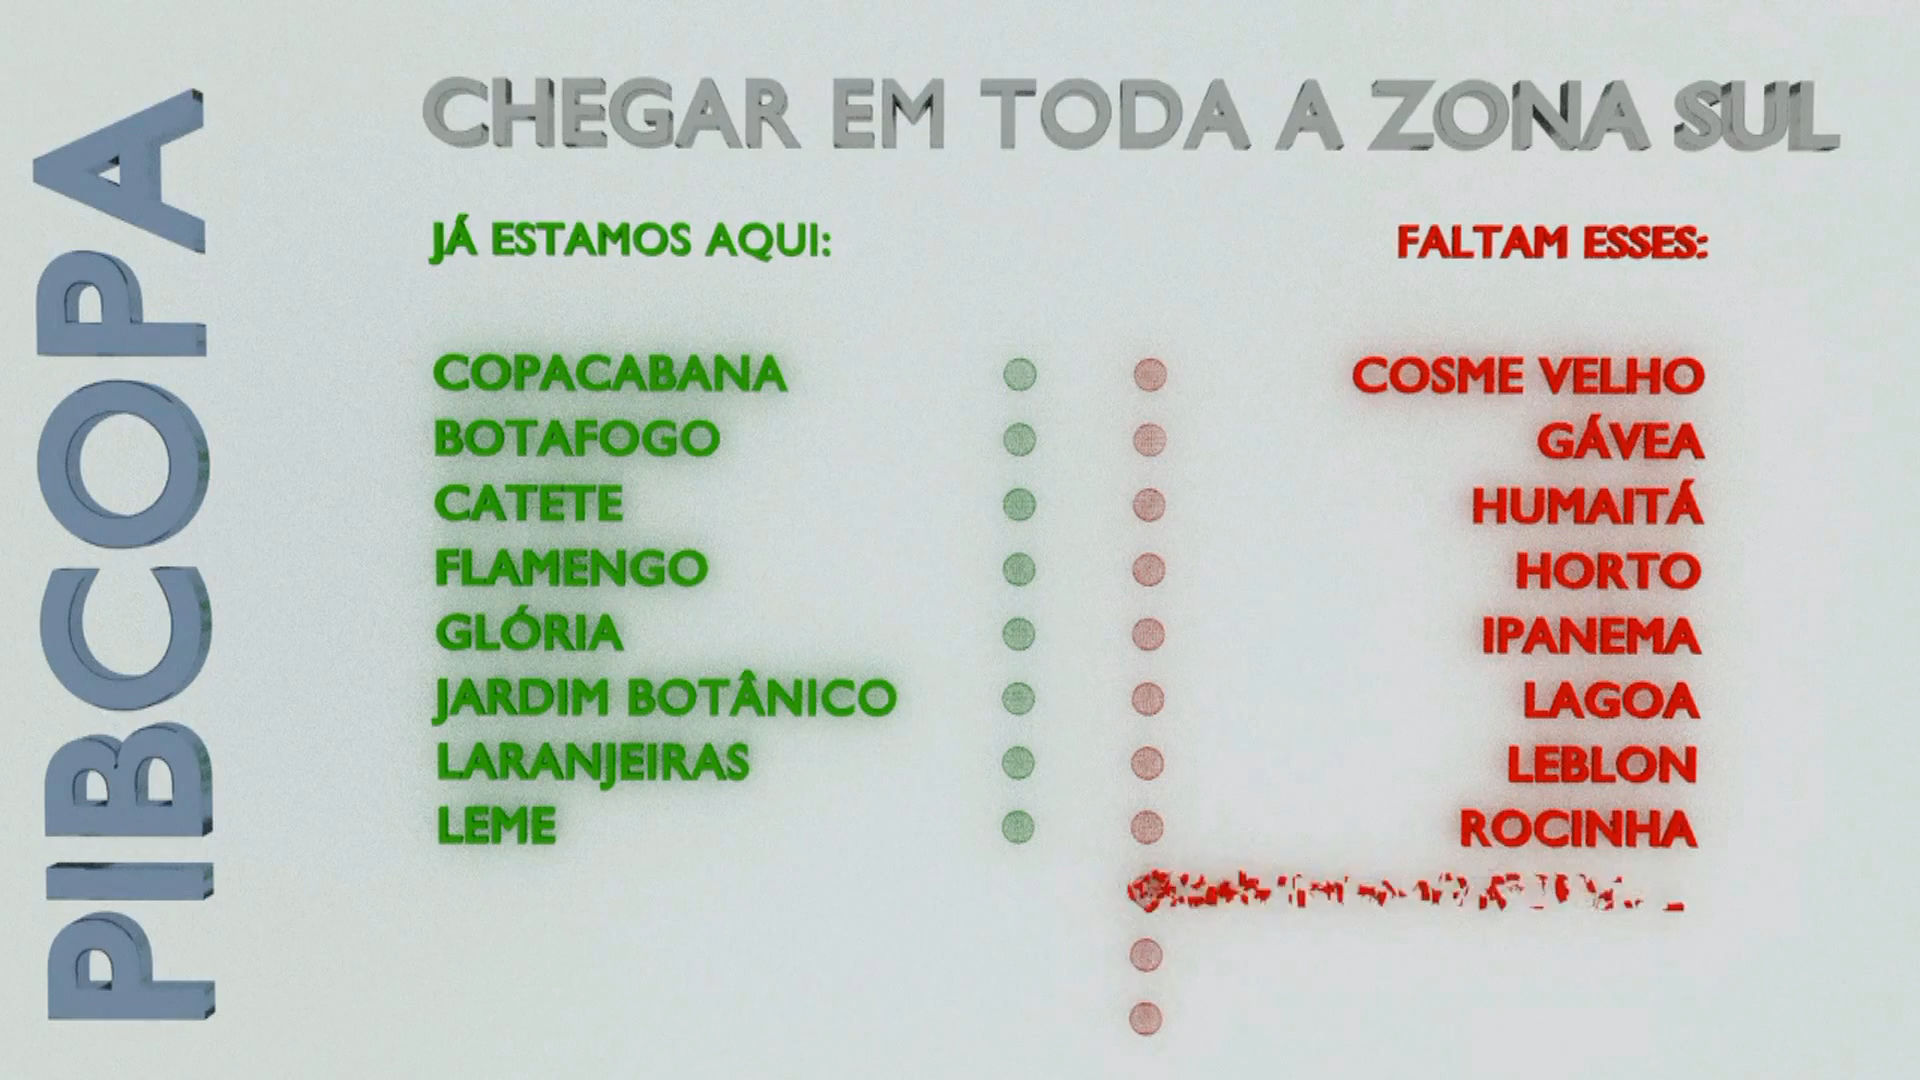 PIBCOPA
CHEGAR EM TODA A ZONA SUL
JÁ ESTAMOS AQUI:
COPACABANA
BOTAFOGO
CATETE
FLAMENGO
GLÓRIA
JARDIM BOTÂNICO
LARANJEIRAS
LEME
FALTAM ESSES:
COSME VELHO
GÁVEA
HUMAITÁ
HORTO
IPANEMA
LAGOA
LEBLON
ROCINHA